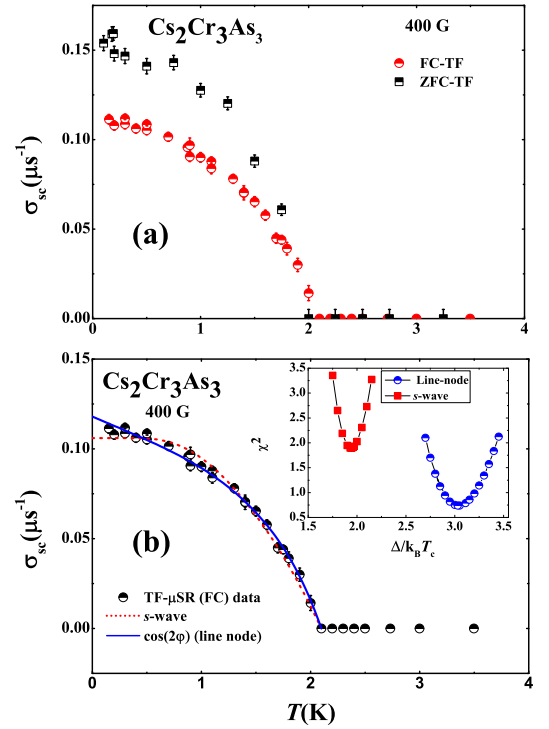 Cs2Cr3As3
400 G
FC-TF
ZFC-TF
0.15
0.10
0.05
0.00
σsc(μs-1)
(a)
0 1 2 3 4
Cs2Cr3As3
400 G
0.15
0.10
0.05
0.00
σsc(μs-1)
Line-node
s-wave
3.5
3.0
2.5
2.0
1.5
1.0
0.5
χ2
1.5 2.0 2.5 3.0 3.5
Δ/kBTc
(b)
TF-μSR (FC) data
s-wave
cos(2φ) (line node)
0 1 2 3 4
T(K)